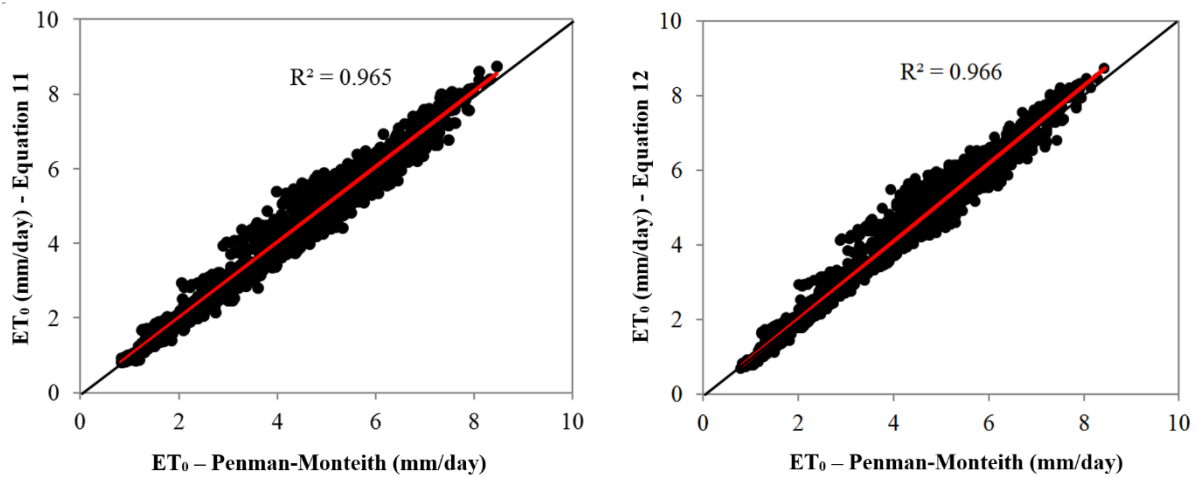 10
8
6
4
2
0
ET₀ (mm/day) - Equation 11
R² = 0.965
0 2 4 6 8 10
ET₀ – Penman-Monteith (mm/day)
10
8
6
4
2
0
ET₀ (mm/day) - Equation 12
R² = 0.966
0 2 4 6 8 10
ET₀ – Penman-Monteith (mm/day)